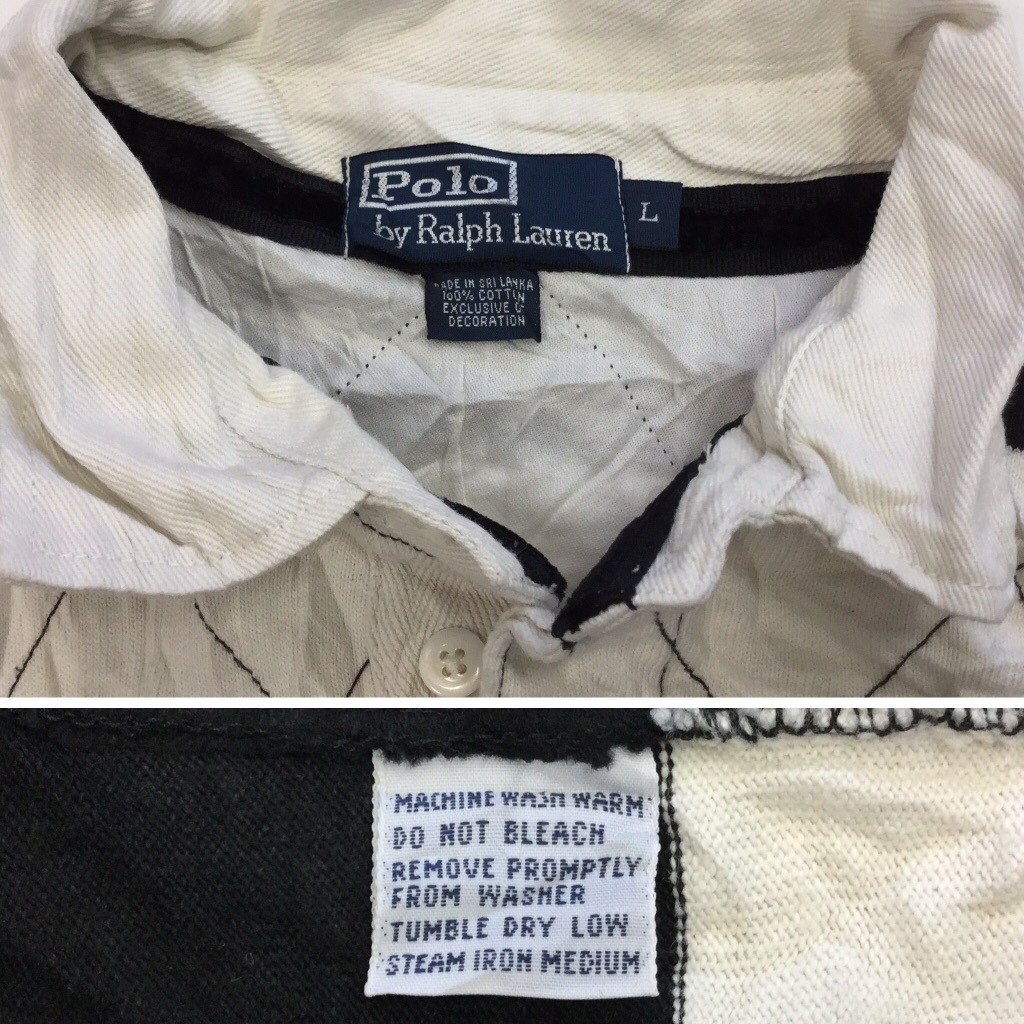 Polo
by Ralph Lauren
L
MADE IN SRI LANKA
100% COTTON
EXCLUSIVE OF
DECORATION
MACHINE WASH WARM
DO NOT BLEACH
REMOVE PROMPTLY
FROM WASHER
TUMBLE DRY LOW
STEAM IRON MEDIUM